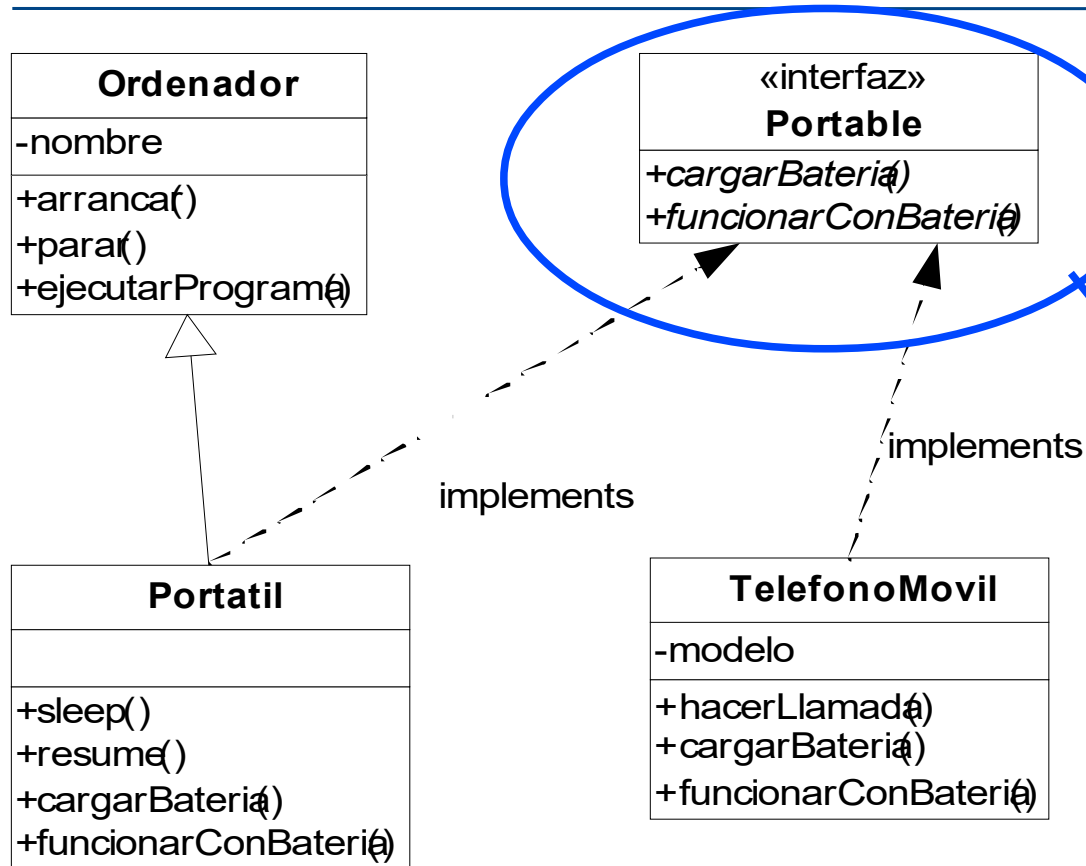 Ordenador
-nombre
+arrancar()
+parar()
+ejecutarPrograma()
«interfaz»
Portable
+cargarBateria()
+funcionarConBateria()
implements
implements
Portatil
+sleep()
+resume()
+cargarBateria()
+funcionarConBateria()
TelefonoMovil
-modelo
+hacerLlamada()
+cargarBateria()
+funcionarConBateria()